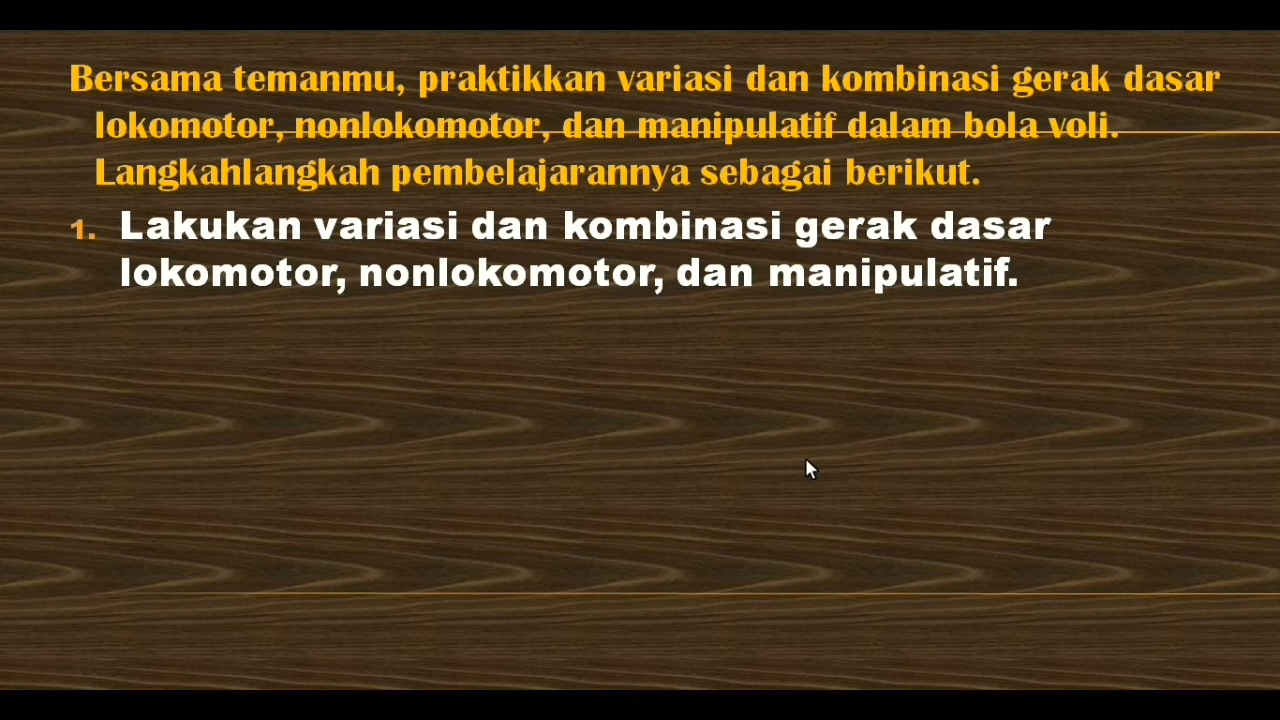 Bersama temanmu, praktikkan variasi dan kombinasi gerak dasar
lokomotor, nonlokomotor, dan manipulatif dalam bola voli.
Langkahlangkah pembelajarannya sebagai berikut.
1. Lakukan variasi dan kombinasi gerak dasar
lokomotor, nonlokomotor, dan manipulatif.